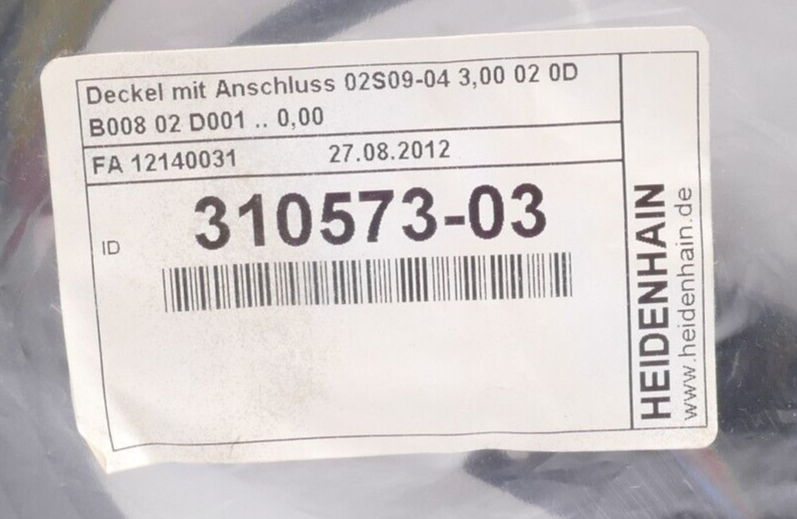 Deckel mit Anschluss 02S09-04 3,00 02 0D
B008 02 D001 .. 0,00
FA 12140031 27.08.2012
ID 310573-03
HEIDENHAIN
www.heidenhain.de